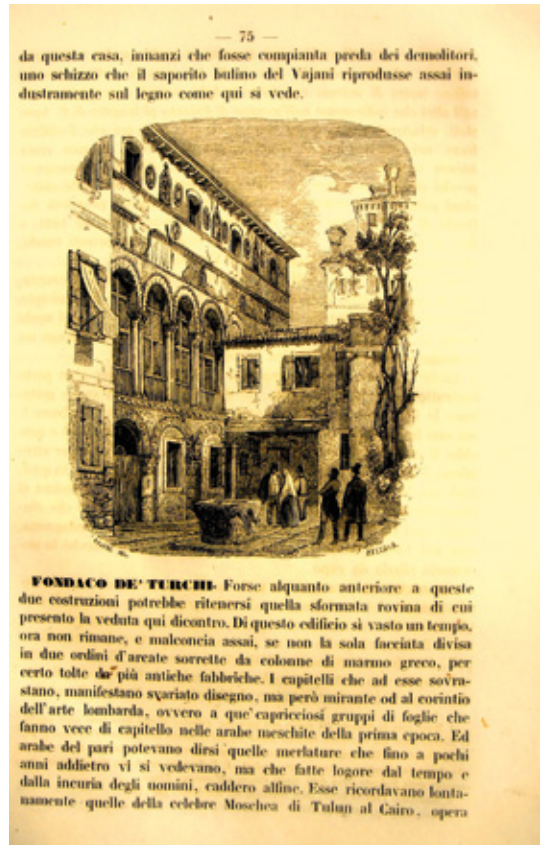 — 75 —
da questa casa, innanzi che fosse compianta preda dei demolitori,
uno schizzo che il saporito bulino del Vajani riprodusse assai in-
dustramente sul legno come qui si vede.
FONDACO DE' TURCHI. Forse alquanto anteriore a queste
due costruzioni potrebbe ritenersi quella sformata rovina di cui
presento la veduta qui dicontro. Di questo edificio sì vasto un tempo,
ora non rimane, e malconcia assai, se non la sola facciata divisa
in due ordini d'arcate sorrette da colonne di marmo greco, per
certo tolte da più antiche fabbriche. I capitelli che ad esse sovra-
stano, manifestano svariato disegno, ma però mirante od al corintio
dell'arte lombarda, ovvero a que' capricciosi gruppi di foglie che
fanno vece di capitello nelle arabe meschite della prima epoca. Ed
arabe del pari potevano dirsi quelle merlature che fino a pochi
anni addietro vi si vedevano, ma che fatte logore dal tempo e
dalla incuria degli uomini, caddero alfine. Esse ricordavano lonta-
namente quelle della celebre Moschea di Tulun al Cairo, opera